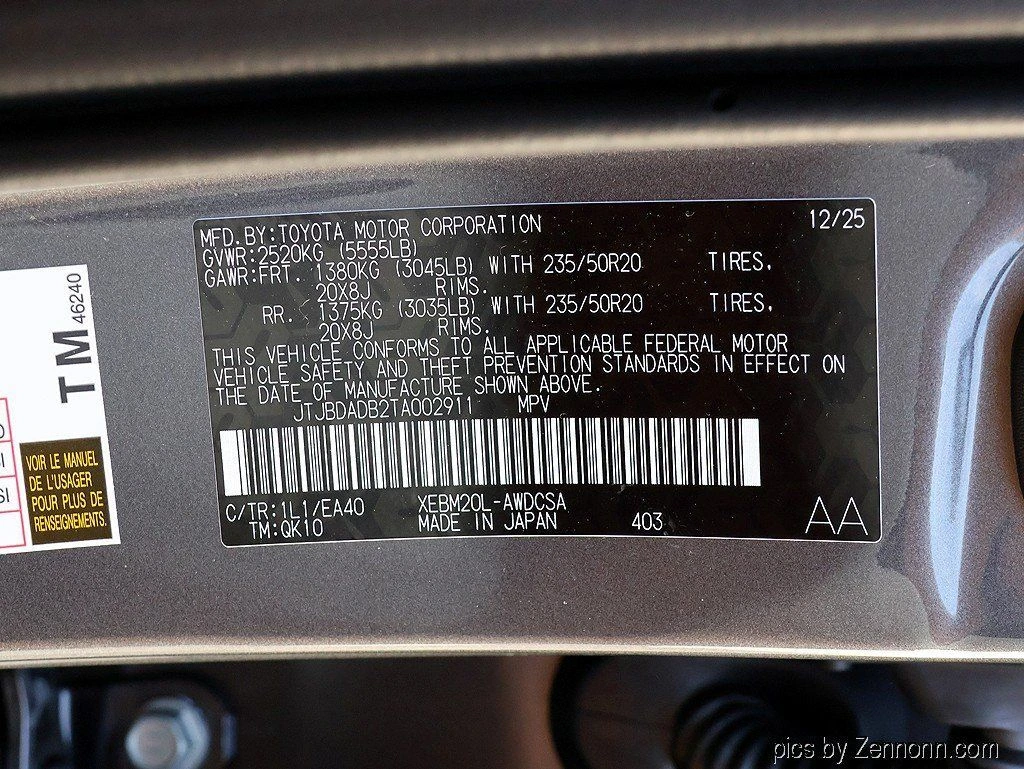 MFD.BY:TOYOTA MOTOR CORPORATION 12/25
GVWR:2520KG (5555LB)
GAWR:FRT. 1380KG (3045LB) WITH 235/50R20 TIRES.
20X8J RIMS.
RR. 1375KG (3035LB) WITH 235/50R20 TIRES.
20X8J RIMS.
THIS VEHICLE CONFORMS TO ALL APPLICABLE FEDERAL MOTOR
VEHICLE SAFETY AND THEFT PREVENTION STANDARDS IN EFFECT ON
THE DATE OF MANUFACTURE SHOWN ABOVE.
JTJBDADB2TA002911 MPV
C/TR:1L1/EA40 XEBM20L-AWDCSA
TM:QK10 MADE IN JAPAN 403 AA
TM 46240
VOIR LE MANUEL
DE L'USAGER
POUR PLUS DE
RENSEIGNEMENTS.
pics by Zennonn.com